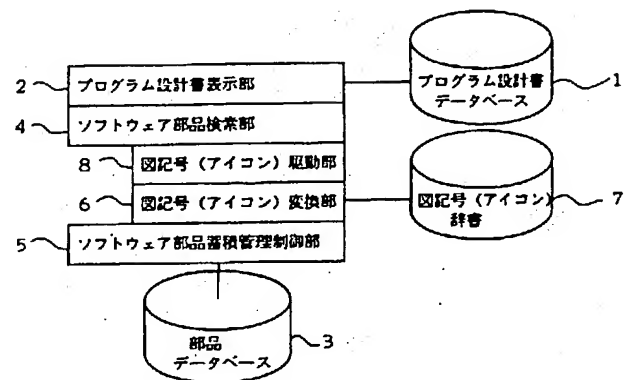 2 プログラム設計書表示部
4 ソフトウェア部品検索部
8 図記号（アイコン）駆動部
6 図記号（アイコン）変換部
5 ソフトウェア部品蓄積管理制御部
プログラム設計書
データベース
1
図記号（アイコン）
辞書
7
部品
データベース
3